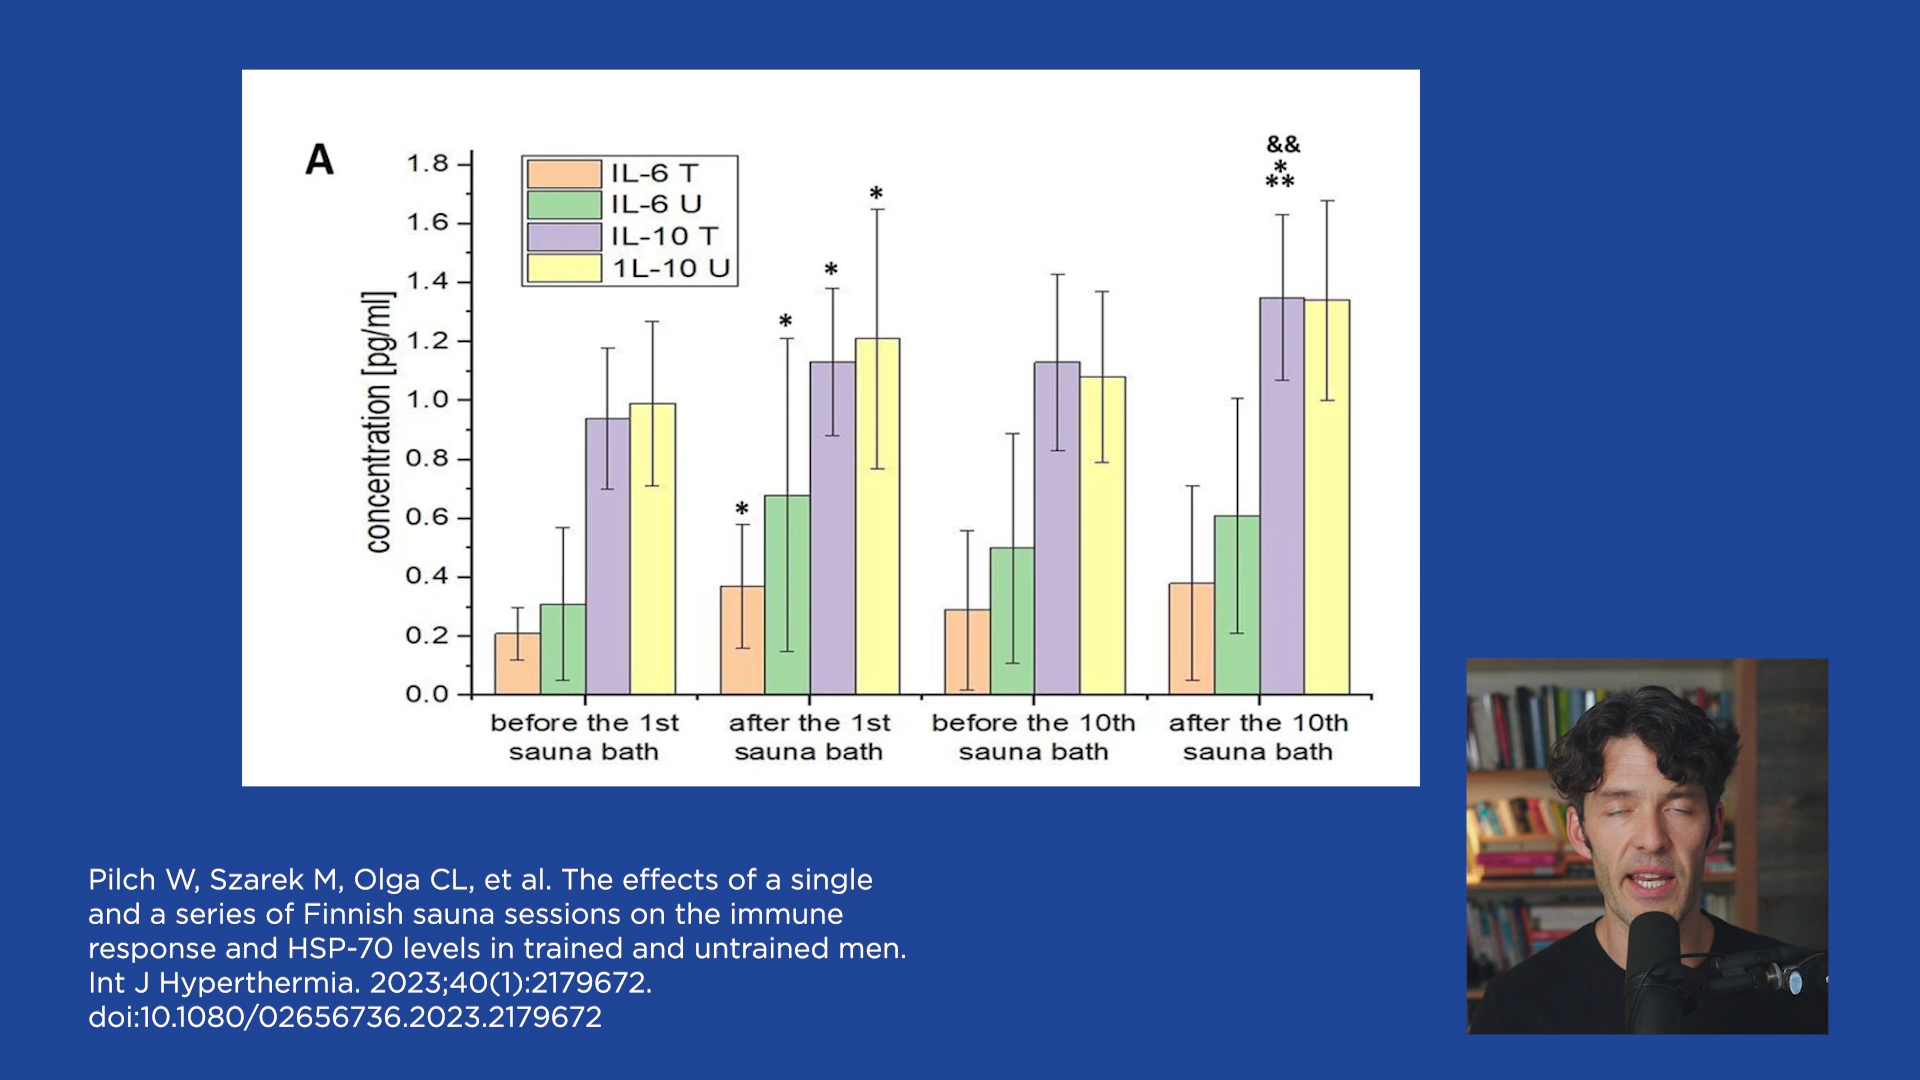 A
1.8
1.6
1.4
1.2
1.0
0.8
0.6
0.4
0.2
0.0
concentration [pg/ml]
IL-6 T
IL-6 U
IL-10 T
1L-10 U
*
*
*
*
&&
*
**
before the 1st
sauna bath
after the 1st
sauna bath
before the 10th
sauna bath
after the 10th
sauna bath
Pilch W, Szarek M, Olga CL, et al. The effects of a single
and a series of Finnish sauna sessions on the immune
response and HSP-70 levels in trained and untrained men.
Int J Hyperthermia. 2023;40(1):2179672.
doi:10.1080/02656736.2023.2179672